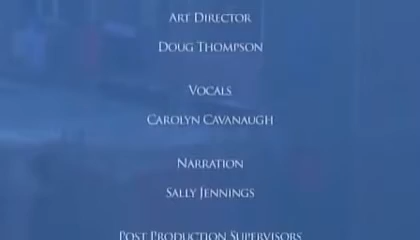 Art Director
Doug Thompson
Vocals
Carolyn Cavanaugh
Narration
Sally Jennings
Post Production Supervisors